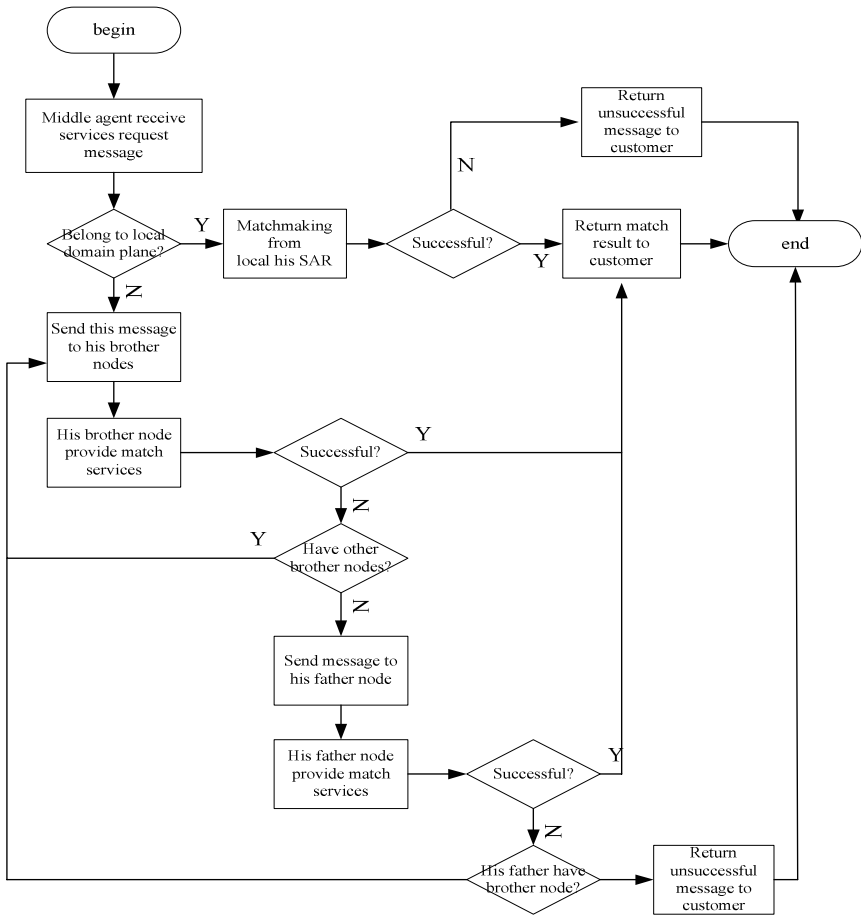 begin
Middle agent receive
services request
message
Return
unsuccessful
message to
customer
N
Belong to local
domain plane?
Y
Matchmaking
from
local his SAR
Successful?
Y
Return match
result to
customer
end
N
Send this message
to his brother
nodes
His brother node
provide match
services
Successful?
Y
N
Y
Have other
brother nodes?
N
Send message to
his father node
His father node
provide match
services
Successful?
Y
N
His father have
brother node?
Return
unsuccessful
message to
customer